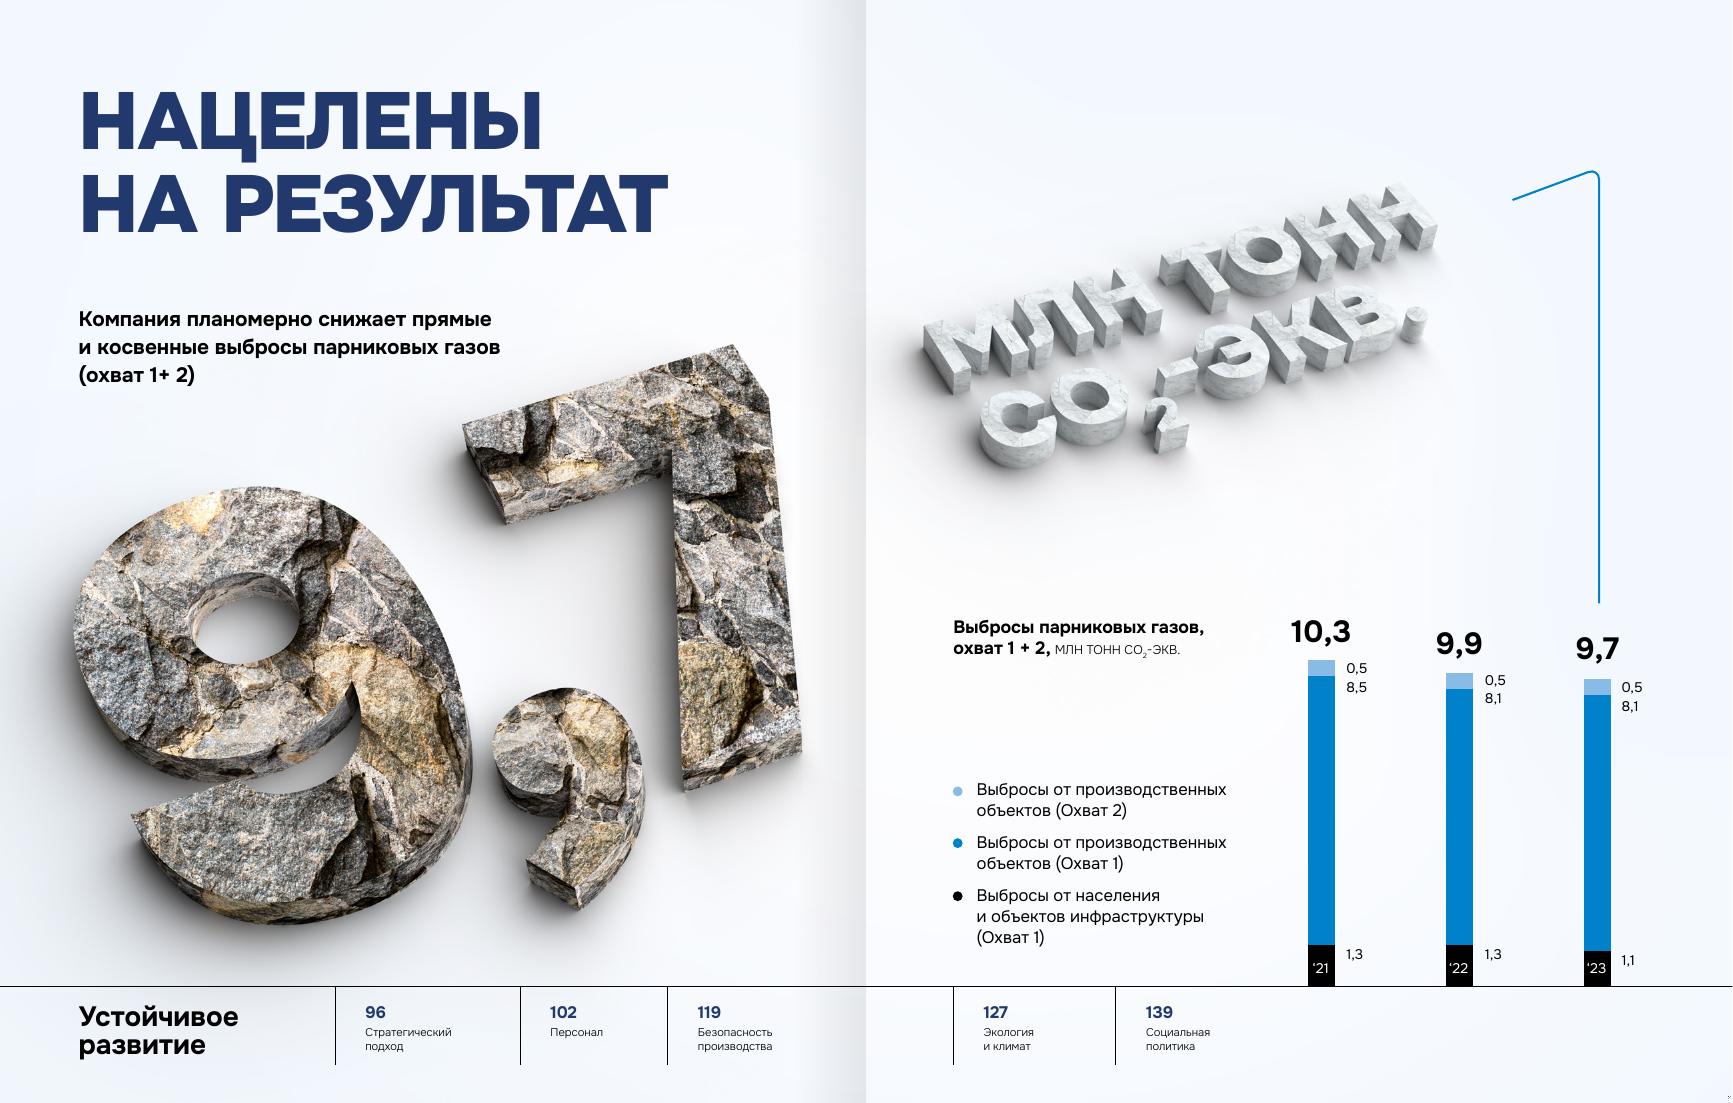 НАЦЕЛЕНЫ
НА РЕЗУЛЬТАТ
Компания планомерно снижает прямые
и косвенные выбросы парниковых газов
(охват 1+ 2)
9,7
МЛН ТОНН
CO₂-ЭКВ.
Выбросы парниковых газов,
охват 1 + 2, МЛН ТОНН CO₂-ЭКВ.
10,3
0,5
8,5
1,3
‘21
9,9
0,5
8,1
1,3
‘22
9,7
0,5
8,1
1,1
‘23
Выбросы от производственных
объектов (Охват 2)
Выбросы от производственных
объектов (Охват 1)
Выбросы от населения
и объектов инфраструктуры
(Охват 1)
Устойчивое
развитие
96
Стратегический
подход
102
Персонал
119
Безопасность
производства
127
Экология
и климат
139
Социальная
политика